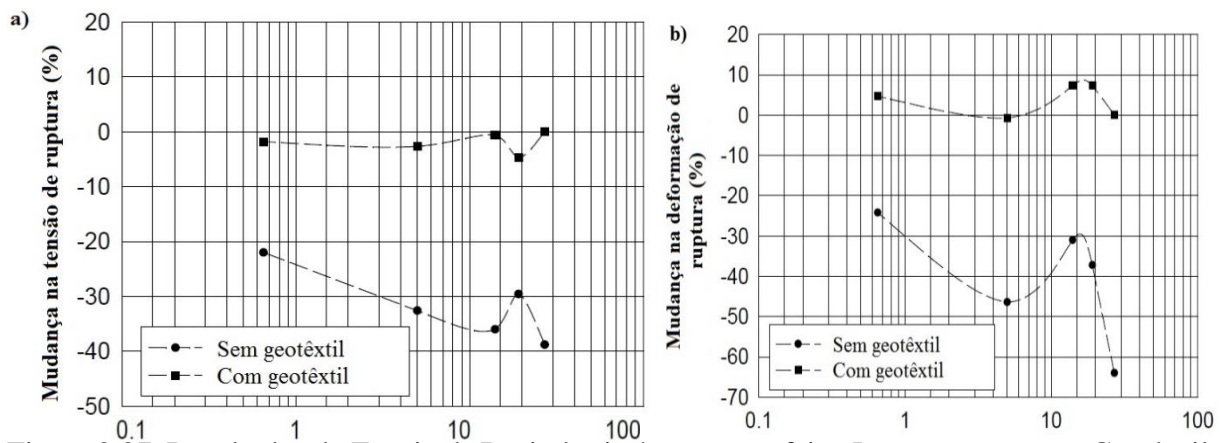 a)
Mudança na tensão de ruptura (%)
20
10
0
-10
-20
-30
-40
-50
Sem geotêxtil
Com geotêxtil
0.1
1
10
100
b)
Mudança na deformação de
ruptura (%)
20
10
0
-10
-20
-30
-40
-50
-60
-70
Sem geotêxtil
Com geotêxtil
0.1
1
10
100